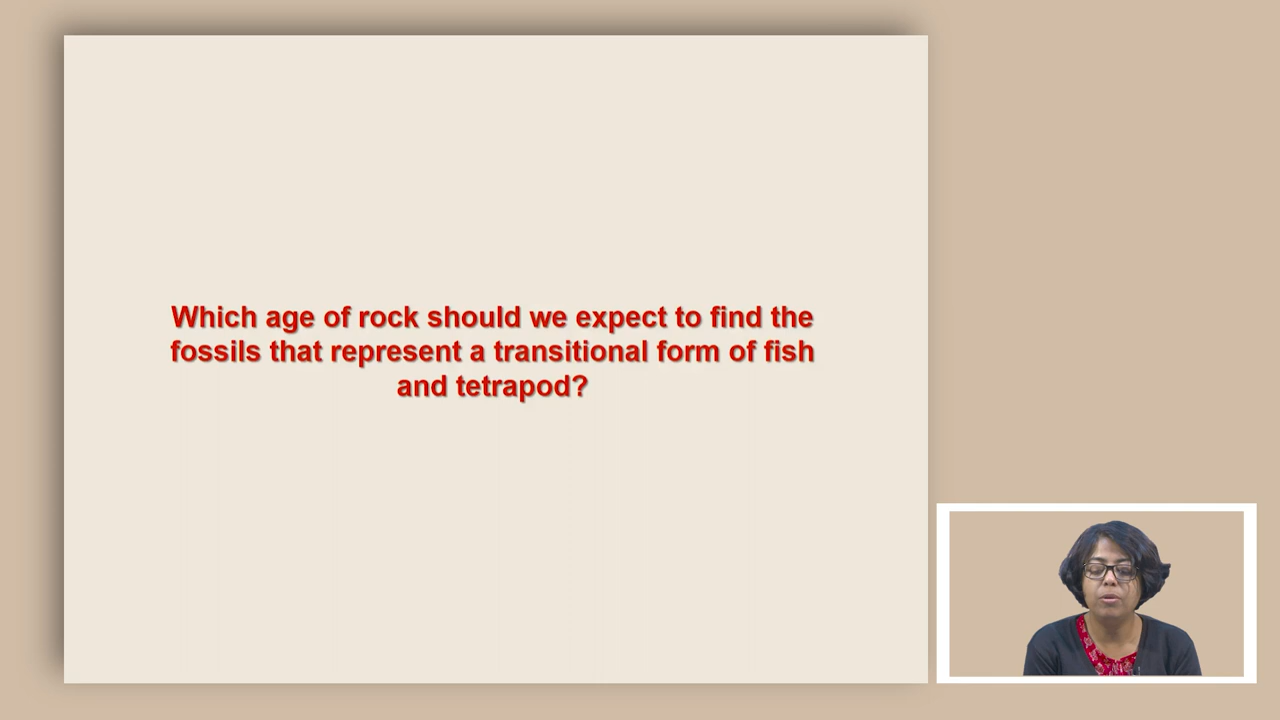 Which age of rock should we expect to find the
fossils that represent a transitional form of fish
and tetrapod?